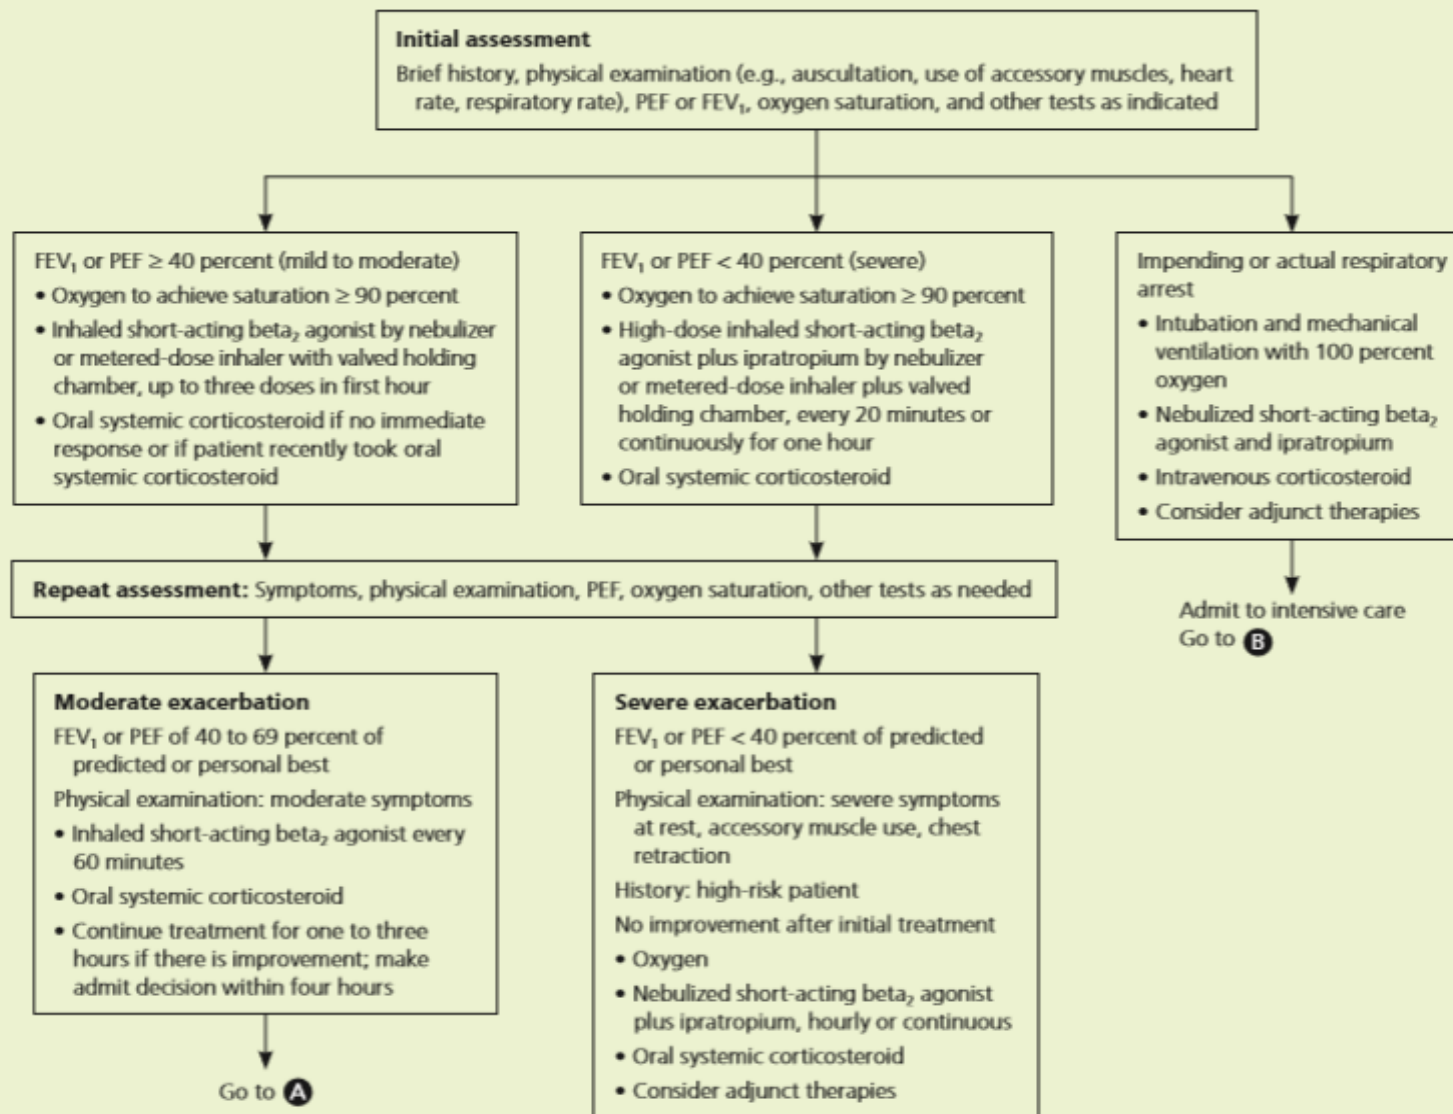 Initial assessment
Brief history, physical examination (e.g., auscultation, use of accessory muscles, heart
rate, respiratory rate), PEF or FEV₁, oxygen saturation, and other tests as indicated
FEV₁ or PEF ≥ 40 percent (mild to moderate)
• Oxygen to achieve saturation ≥ 90 percent
• Inhaled short-acting beta₂ agonist by nebulizer
or metered-dose inhaler with valved holding
chamber, up to three doses in first hour
• Oral systemic corticosteroid if no immediate
response or if patient recently took oral
systemic corticosteroid
FEV₁ or PEF < 40 percent (severe)
• Oxygen to achieve saturation ≥ 90 percent
• High-dose inhaled short-acting beta₂
agonist plus ipratropium by nebulizer
or metered-dose inhaler plus valved
holding chamber, every 20 minutes or
continuously for one hour
• Oral systemic corticosteroid
Impending or actual respiratory
arrest
• Intubation and mechanical
ventilation with 100 percent
oxygen
• Nebulized short-acting beta₂
agonist and ipratropium
• Intravenous corticosteroid
• Consider adjunct therapies
Repeat assessment: Symptoms, physical examination, PEF, oxygen saturation, other tests as needed
Admit to intensive care
Go to B
Moderate exacerbation
FEV₁ or PEF of 40 to 69 percent of
predicted or personal best
Physical examination: moderate symptoms
• Inhaled short-acting beta₂ agonist every
60 minutes
• Oral systemic corticosteroid
• Continue treatment for one to three
hours if there is improvement; make
admit decision within four hours
Go to A
Severe exacerbation
FEV₁ or PEF < 40 percent of predicted
or personal best
Physical examination: severe symptoms
at rest, accessory muscle use, chest
retraction
History: high-risk patient
No improvement after initial treatment
• Oxygen
• Nebulized short-acting beta₂ agonist
plus ipratropium, hourly or continuous
• Oral systemic corticosteroid
• Consider adjunct therapies